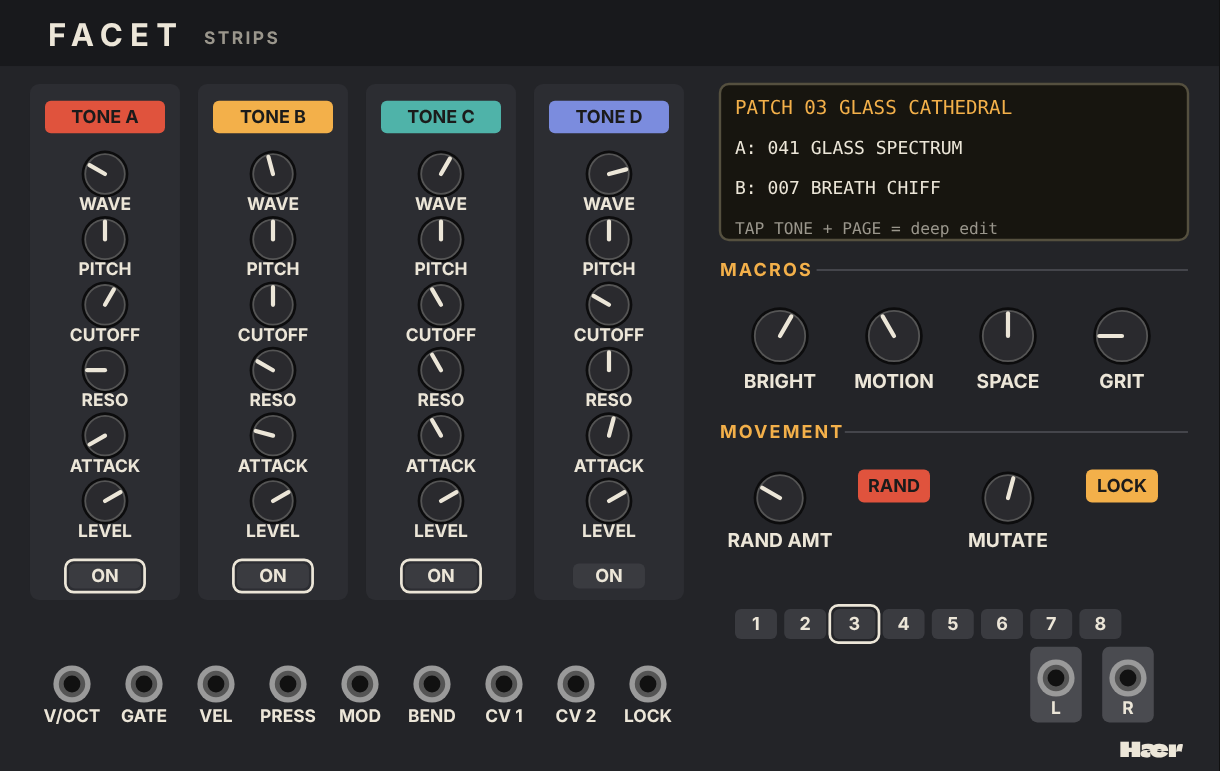 FACET STRIPS
TONE A
WAVE
PITCH
CUTOFF
RESO
ATTACK
LEVEL
ON
TONE B
WAVE
PITCH
CUTOFF
RESO
ATTACK
LEVEL
ON
TONE C
WAVE
PITCH
CUTOFF
RESO
ATTACK
LEVEL
ON
TONE D
WAVE
PITCH
CUTOFF
RESO
ATTACK
LEVEL
ON
PATCH 03 GLASS CATHEDRAL
A: 041 GLASS SPECTRUM
B: 007 BREATH CHIFF
TAP TONE + PAGE = deep edit
MACROS
BRIGHT MOTION SPACE GRIT
MOVEMENT
RAND LOCK
RAND AMT MUTATE
1 2 3 4 5 6 7 8
V/OCT GATE VEL PRESS MOD BEND CV 1 CV 2 LOCK
L R
Hær